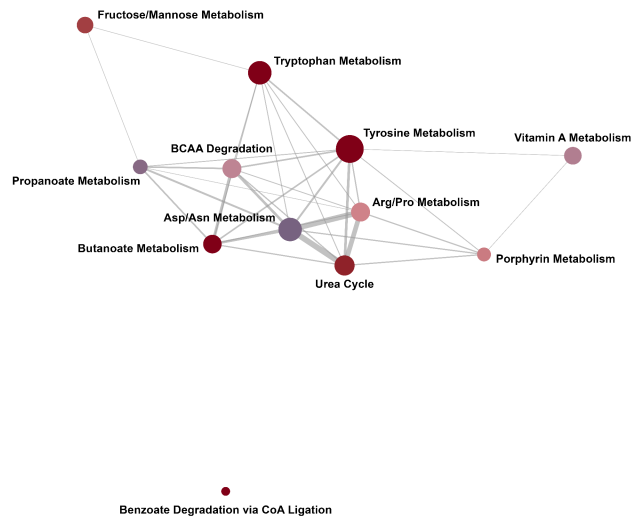 Fructose/Mannose Metabolism
Tryptophan Metabolism
Tyrosine Metabolism
Vitamin A Metabolism
BCAA Degradation
Propanoate Metabolism
Arg/Pro Metabolism
Asp/Asn Metabolism
Butanoate Metabolism
Porphyrin Metabolism
Urea Cycle
Benzoate Degradation via CoA Ligation